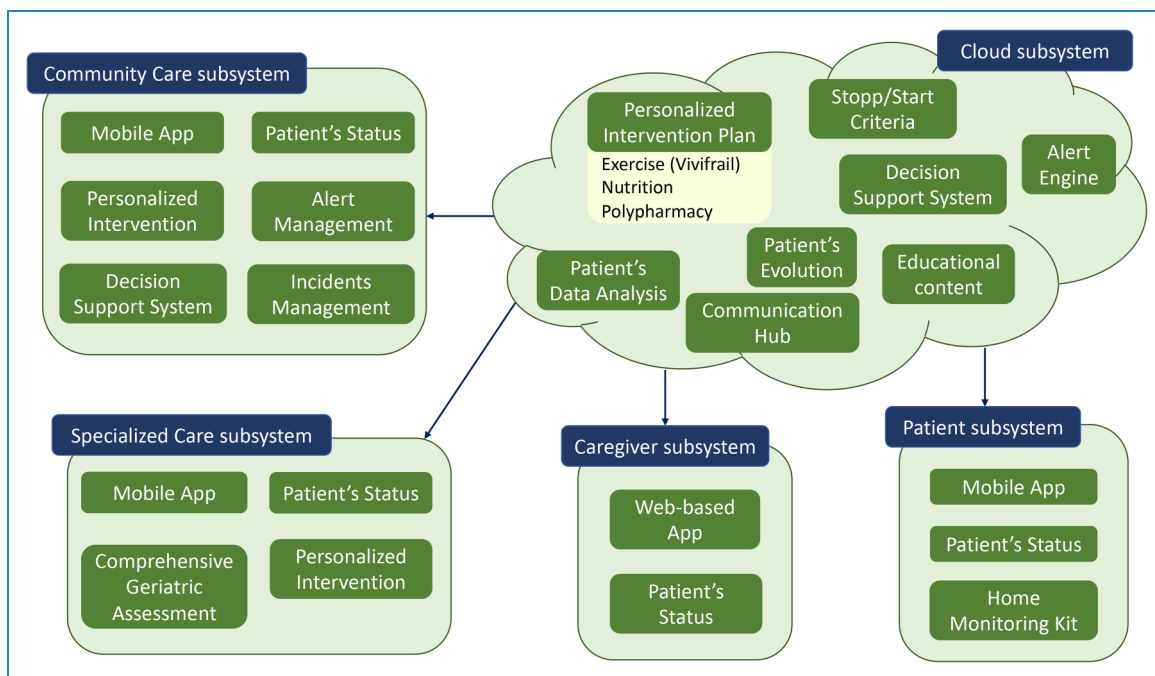 Community Care subsystem
Mobile App
Patient's Status
Personalized
Intervention
Alert
Management
Decision
Support System
Incidents
Management
Cloud subsystem
Personalized
Intervention Plan
Exercise (Vivifrail)
Nutrition
Polypharmacy
Stopp/Start
Criteria
Decision
Support System
Alert
Engine
Patient's
Data Analysis
Patient's
Evolution
Communication
Hub
Educational
content
Specialized Care subsystem
Mobile App
Patient's Status
Comprehensive
Geriatric
Assessment
Personalized
Intervention
Caregiver subsystem
Web-based
App
Patient's
Status
Patient subsystem
Mobile App
Patient's Status
Home
Monitoring Kit